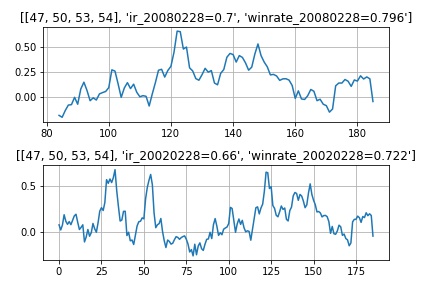 [[47, 50, 53, 54], 'ir_20080228=0.7', 'winrate_20080228=0.796']
0.50
0.25
0.00
80 100 120 140 160 180
[[47, 50, 53, 54], 'ir_20020228=0.66', 'winrate_20020228=0.722']
0.5
0.0
0 25 50 75 100 125 150 175